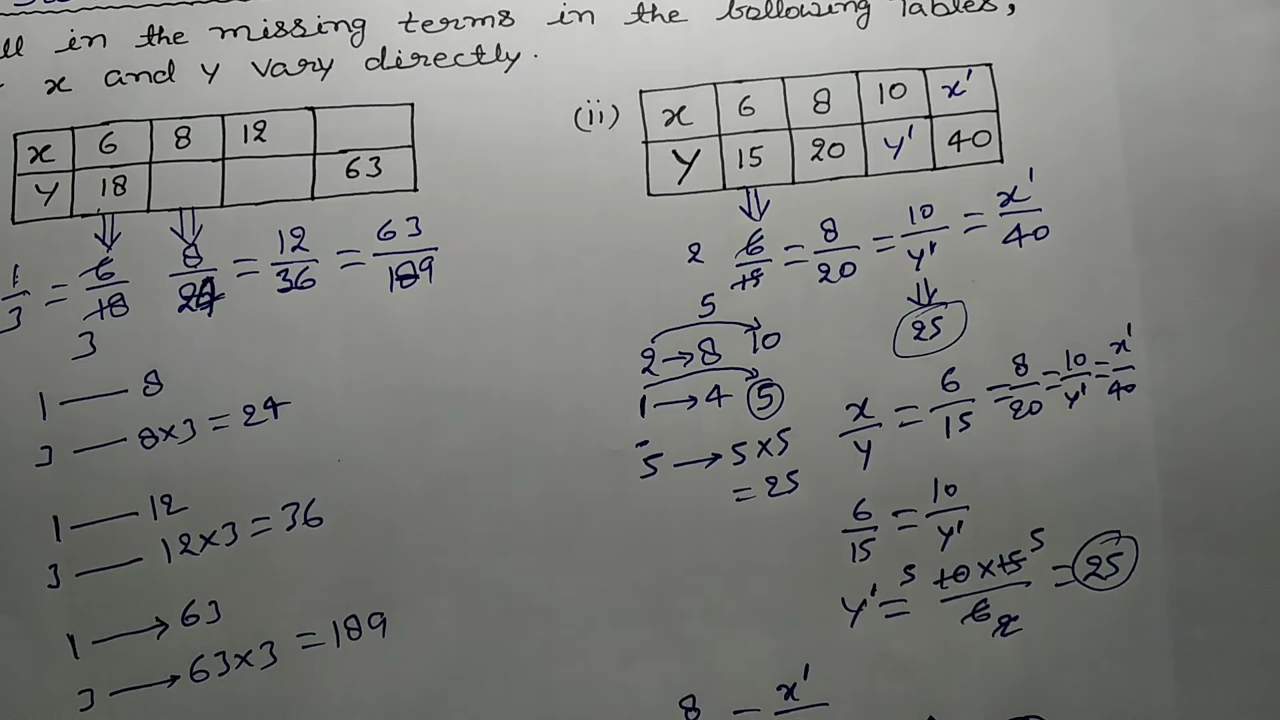 ll in the missing terms in the following Tables,
x and y vary directly.
x 6 8 12
y 18 63
1/3 = 6/18 8/24 = 12/36 = 63/189
3
1 — 8
3 — 8×3 = 24
1 — 12
3 — 12×3 = 36
1 → 63
3 → 63×3 = 189
(ii)
x 6 8 10 x'
y 15 20 y' 40
2 6/15 = 8/20 = 10/y' = x'/40
25
5
2 → 8 10
1 → 4 5
5 → 5×5
= 25
x/y = 6/15 = 8/20 = 10/y' = x'/40
6/15 = 10/y'
y' = 5 10×15 5 / 6 2 = 25
8 = x'